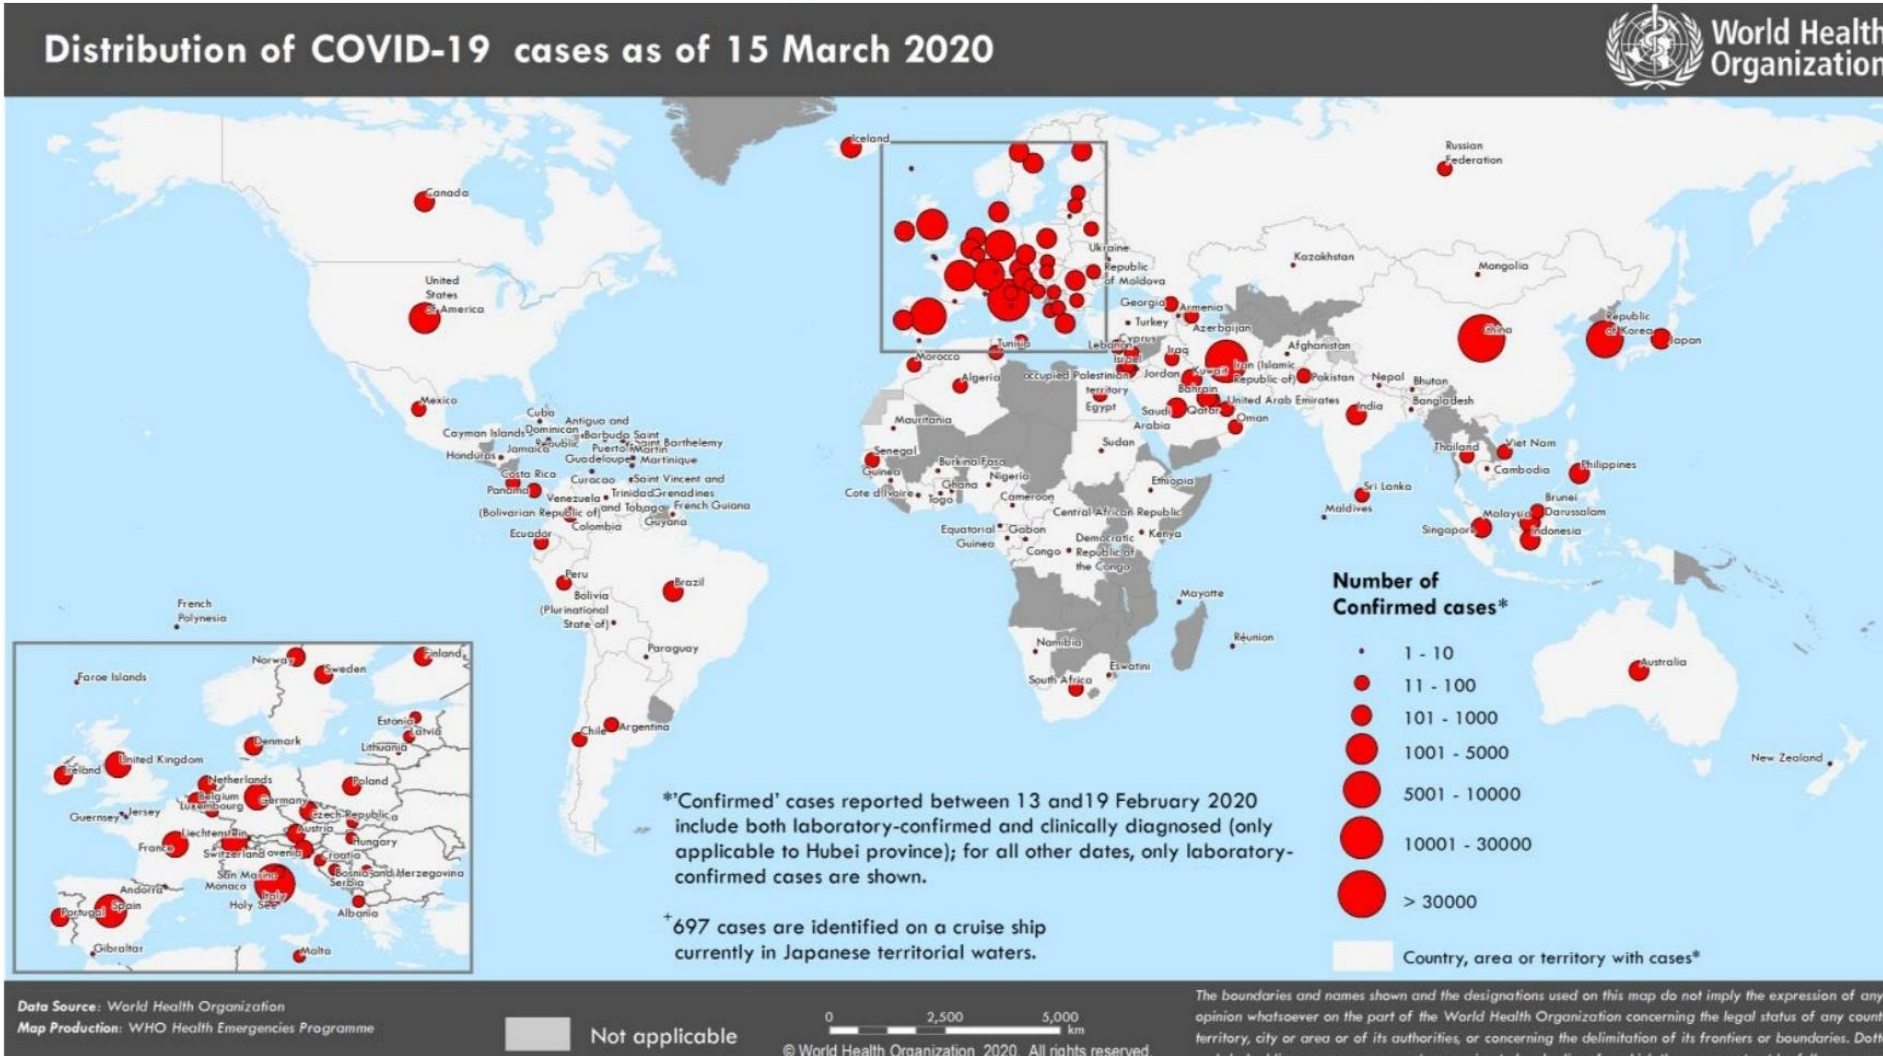 Distribution of COVID-19 cases as of 15 March 2020
World Health
Organization
Iceland
Russian
Federation
Canada
United
States
of America
Ukraine
Republic
of Moldova
Kazakhstan
Mongolia
Georgia
Armenia
Turkey
Azerbaijan
China
Republic
of Korea
Japan
Tunisia
Lebanon
Cyprus
Israel
Iraq
Afghanistan
Morocco
Algeria
occupied Palestinian
territory
Jordan
Kuwait
Iran (Islamic
Republic of)
Pakistan
Nepal
Bhutan
Bangladesh
Bahrain
United Arab Emirates
India
Egypt
Saudi
Arabia
Qatar
Oman
Mexico
Cuba
Antigua and
Barbuda
Cayman Islands
Dominican
Republic
Saint
Martin
Saint Barthelemy
Honduras
Jamaica
Puerto
Guadeloupe
Martinique
Costa Rica
Curacao
Saint Vincent and
Grenadines
Panama
Venezuela
(Bolivarian Republic of)
Trinidad
and Tobago
French Guiana
Colombia
Guyana
Ecuador
Peru
Brazil
Bolivia
(Plurinational
State of)
Paraguay
Chile
Argentina
French
Polynesia
Mauritania
Senegal
Guinea
Burkina Faso
Nigeria
Ghana
Cote d'Ivoire
Togo
Cameroon
Sudan
Ethiopia
Central African Republic
Equatorial
Guinea
Gabon
Congo
Democratic
Republic of
the Congo
Kenya
Mayotte
Réunion
Namibia
Eswatini
South Africa
Thailand
Viet Nam
Cambodia
Philippines
Sri Lanka
Maldives
Brunei
Darussalam
Malaysia
Singapore
Indonesia
Australia
New Zealand
Norway
Sweden
Finland
Faroe Islands
Estonia
Latvia
Lithuania
Denmark
United Kingdom
Ireland
Netherlands
Belgium
Luxembourg
Germany
Poland
Guernsey
Jersey
Czech Republic
Liechtenstein
Austria
Hungary
France
Switzerland
Croatia
San Marino
Monaco
Bosnia and Herzegovina
Serbia
Andorra
Italy
Holy See
Spain
Portugal
Albania
Gibraltar
Malta
Number of
Confirmed cases*
1 - 10
11 - 100
101 - 1000
1001 - 5000
5001 - 10000
10001 - 30000
> 30000
Country, area or territory with cases*
*'Confirmed' cases reported between 13 and19 February 2020
include both laboratory-confirmed and clinically diagnosed (only
applicable to Hubei province); for all other dates, only laboratory-
confirmed cases are shown.
+697 cases are identified on a cruise ship
currently in Japanese territorial waters.
Data Source: World Health Organization
Map Production: WHO Health Emergencies Programme
Not applicable
0 2,500 5,000
km
© World Health Organization 2020. All rights reserved.
The boundaries and names shown and the designations used on this map do not imply the expression of any
opinion whatsoever on the part of the World Health Organization concerning the legal status of any
territory, city or area or of its authorities, or concerning the delimitation of its frontiers or boundaries.